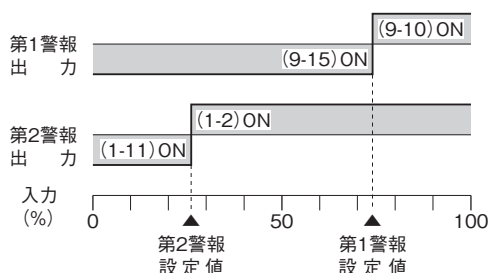 第1警報
出 力
(9-10)ON
(9-15)ON
第2警報
出 力
(1-2)ON
(1-11)ON
入力
(%)
0 50 100
第2警報
設定値
第1警報
設定値